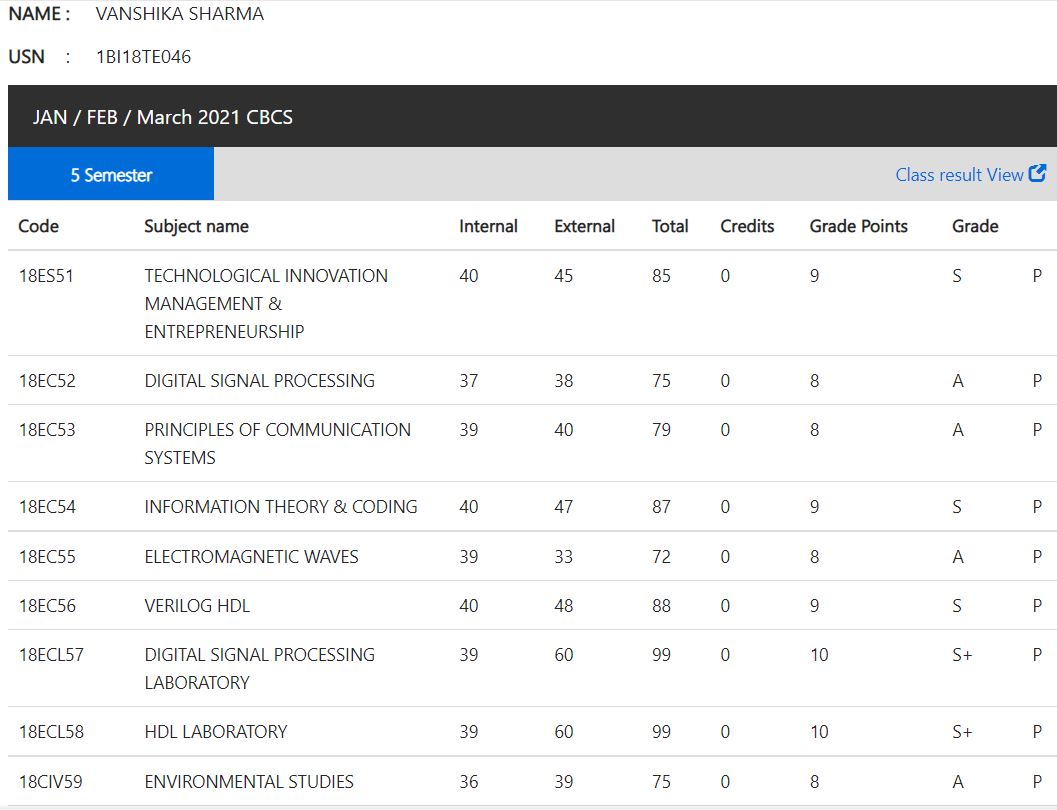 NAME : VANSHIKA SHARMA
USN : 1BI18TE046
JAN / FEB / March 2021 CBCS
5 Semester Class result View
Code Subject name Internal External Total Credits Grade Points Grade
18ES51 TECHNOLOGICAL INNOVATION 40 45 85 0 9 S P
MANAGEMENT &
ENTREPRENEURSHIP
18EC52 DIGITAL SIGNAL PROCESSING 37 38 75 0 8 A P
18EC53 PRINCIPLES OF COMMUNICATION 39 40 79 0 8 A P
SYSTEMS
18EC54 INFORMATION THEORY & CODING 40 47 87 0 9 S P
18EC55 ELECTROMAGNETIC WAVES 39 33 72 0 8 A P
18EC56 VERILOG HDL 40 48 88 0 9 S P
18ECL57 DIGITAL SIGNAL PROCESSING 39 60 99 0 10 S+ P
LABORATORY
18ECL58 HDL LABORATORY 39 60 99 0 10 S+ P
18CIV59 ENVIRONMENTAL STUDIES 36 39 75 0 8 A P